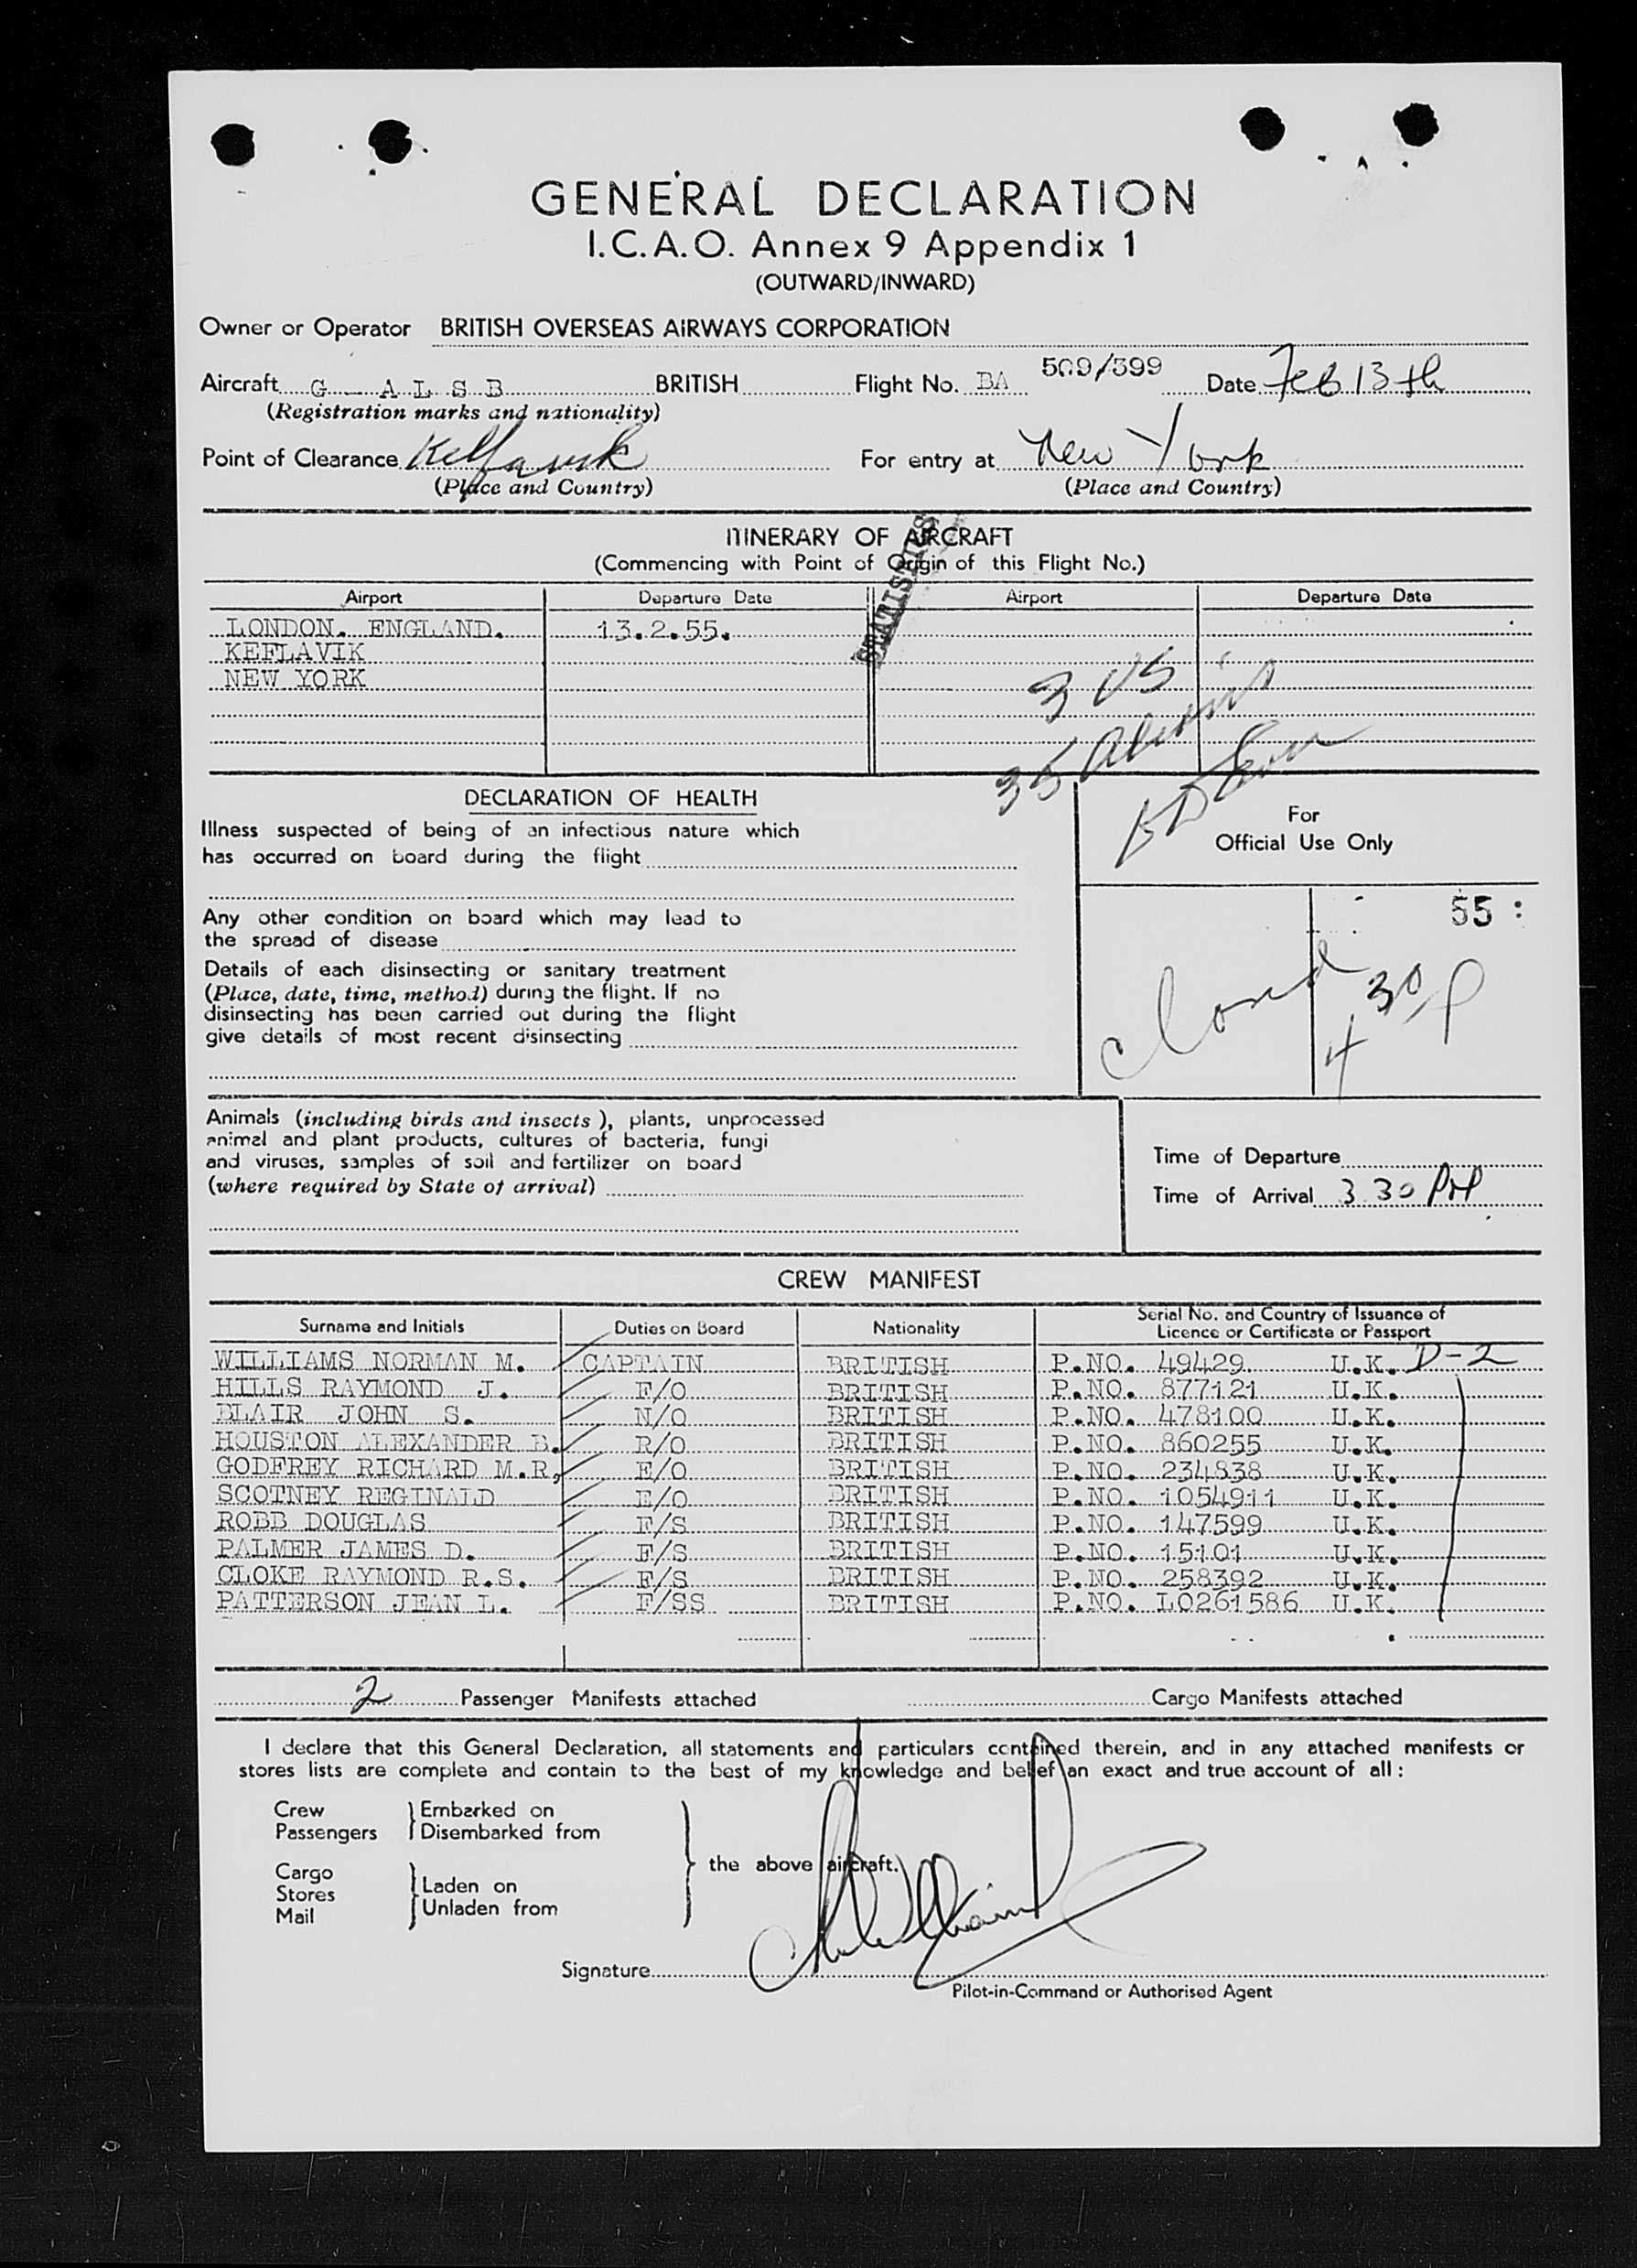 GENERAL DECLARATION
I.C.A.O. Annex 9 Appendix 1
(OUTWARD/INWARD)
Owner or Operator BRITISH OVERSEAS AIRWAYS CORPORATION
Aircraft G - A L S B BRITISH Flight No. BA 509/399 Date Feb 13th
(Registration marks and nationality)
Point of Clearance Kelfavik For entry at New York
(Place and Country) (Place and Country)
ITINERARY OF AIRCRAFT
(Commencing with Point of Origin of this Flight No.)
STATISTICS
Airport Departure Date Airport Departure Date
LONDON. ENGLAND. 13.2.55.
KEFLAVIK
NEW YORK
3 US
35 Aliens
DECLARATION OF HEALTH
Illness suspected of being of an infectious nature which
has occurred on board during the flight
For
Official Use Only
Any other condition on board which may lead to
the spread of disease
55 :
Details of each disinsecting or sanitary treatment
(Place, date, time, method) during the flight. If no
disinsecting has been carried out during the flight
give details of most recent disinsecting
Closed 4 30 p
Animals (including birds and insects), plants, unprocessed
animal and plant products, cultures of bacteria, fungi
and viruses, samples of soil and fertilizer on board
(where required by State of arrival)
Time of Departure
Time of Arrival 3.30 PM
CREW MANIFEST
Surname and Initials Duties on Board Nationality Serial No. and Country of Issuance of
Licence or Certificate or Passport
WILLIAMS NORMAN M. CAPTAIN BRITISH P.NO. 49429 U.K. D-2
HILLS RAYMOND J. F/O BRITISH P.NO. 877121 U.K.
BLAIR JOHN S. N/O BRITISH P.NO. 478100 U.K.
HOUSTON ALEXANDER B. R/O BRITISH P.NO. 860255 U.K.
GODFREY RICHARD M.R. E/O BRITISH P.NO. 234838 U.K.
SCOTNEY REGINALD E/O BRITISH P.NO. 1054911 U.K.
ROBB DOUGLAS F/S BRITISH P.NO. 147599 U.K.
PALMER JAMES D. F/S BRITISH P.NO. 15101 U.K.
CLOKE RAYMOND R.S. F/S BRITISH P.NO. 258392 U.K.
PATTERSON JEAN L. F/SS BRITISH P.NO. L0261586 U.K.
2 Passenger Manifests attached Cargo Manifests attached
I declare that this General Declaration, all statements and particulars contained therein, and in any attached manifests or
stores lists are complete and contain to the best of my knowledge and belief an exact and true account of all :
Crew Embarked on
Passengers Disembarked from
the above aircraft.
Cargo
Stores Laden on
Mail Unladen from
Signature
Pilot-in-Command or Authorised Agent